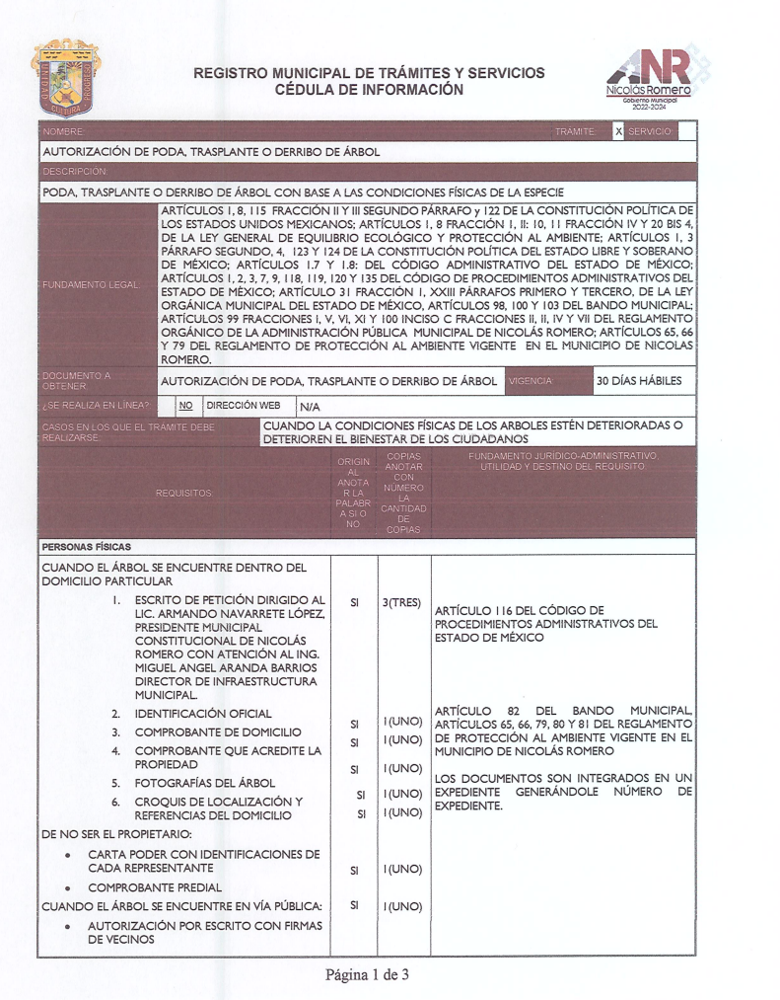 UNIDAD
CULTURA
PROGRESO
REGISTRO MUNICIPAL DE TRÁMITES Y SERVICIOS
CÉDULA DE INFORMACIÓN
ANR
Nicolás Romero
Gobierno Municipal
2022-2024
NOMBRE: TRAMITE: X SERVICIO:
AUTORIZACIÓN DE PODA, TRASPLANTE O DERRIBO DE ÁRBOL
DESCRIPCIÓN:
PODA, TRASPLANTE O DERRIBO DE ÁRBOL CON BASE A LAS CONDICIONES FÍSICAS DE LA ESPECIE
FUNDAMENTO LEGAL:
ARTÍCULOS 1, 8, 115 FRACCIÓN II Y III SEGUNDO PÁRRAFO y 122 DE LA CONSTITUCIÓN POLÍTICA DE
LOS ESTADOS UNIDOS MEXICANOS; ARTÍCULOS 1, 8 FRACCIÓN 1, II: 10, 11 FRACCIÓN IV Y 20 BIS 4,
DE LA LEY GENERAL DE EQUILIBRIO ECOLÓGICO Y PROTECCIÓN AL AMBIENTE; ARTÍCULOS 1, 3
PÁRRAFO SEGUNDO, 4, 123 Y 124 DE LA CONSTITUCIÓN POLÍTICA DEL ESTADO LIBRE Y SOBERANO
DE MÉXICO; ARTÍCULOS 1.7 Y 1.8: DEL CÓDIGO ADMINISTRATIVO DEL ESTADO DE MÉXICO;
ARTÍCULOS 1, 2, 3, 7, 9, 118, 119, 120 Y 135 DEL CÓDIGO DE PROCEDIMIENTOS ADMINISTRATIVOS DEL
ESTADO DE MÉXICO; ARTÍCULO 31 FRACCIÓN 1, XXIII PÁRRAFOS PRIMERO Y TERCERO, DE LA LEY
ORGÁNICA MUNICIPAL DEL ESTADO DE MÉXICO, ARTÍCULOS 98, 100 Y 103 DEL BANDO MUNICIPAL;
ARTÍCULOS 99 FRACCIONES I, V, VI, XI Y 100 INCISO C FRACCIONES II, II, IV Y VII DEL REGLAMENTO
ORGÁNICO DE LA ADMINISTRACIÓN PÚBLICA MUNICIPAL DE NICOLÁS ROMERO; ARTÍCULOS 65, 66
Y 79 DEL REGLAMENTO DE PROTECCIÓN AL AMBIENTE VIGENTE EN EL MUNICIPIO DE NICOLAS
ROMERO.
DOCUMENTO A
OBTENER:
AUTORIZACIÓN DE PODA, TRASPLANTE O DERRIBO DE ÁRBOL VIGENCIA: 30 DÍAS HÁBILES
¿SE REALIZA EN LÍNEA? NO DIRECCIÓN WEB N/A
CASOS EN LOS QUE EL TRÁMITE DEBE
REALIZARSE:
CUANDO LA CONDICIONES FÍSICAS DE LOS ARBOLES ESTÉN DETERIORADAS O
DETERIOREN EL BIENESTAR DE LOS CIUDADANOS
REQUISITOS:
ORIGIN
AL
ANOTA
R LA
PALABR
A SI O
NO
COPIAS
ANOTAR
CON
NÚMERO
LA
CANTIDAD
DE
COPIAS
FUNDAMENTO JURÍDICO-ADMINISTRATIVO,
UTILIDAD Y DESTINO DEL REQUISITO.
PERSONAS FÍSICAS
CUANDO EL ÁRBOL SE ENCUENTRE DENTRO DEL
DOMICILIO PARTICULAR
1. ESCRITO DE PETICIÓN DIRIGIDO AL SI 3(TRES)
LIC. ARMANDO NAVARRETE LÓPEZ,
PRESIDENTE MUNICIPAL
CONSTITUCIONAL DE NICOLÁS
ROMERO CON ATENCIÓN AL ING.
MIGUEL ANGEL ARANDA BARRIOS
DIRECTOR DE INFRAESTRUCTURA
MUNICIPAL.
ARTÍCULO 116 DEL CÓDIGO DE
PROCEDIMIENTOS ADMINISTRATIVOS DEL
ESTADO DE MÉXICO
2. IDENTIFICACIÓN OFICIAL SI 1(UNO)
3. COMPROBANTE DE DOMICILIO SI 1(UNO)
4. COMPROBANTE QUE ACREDITE LA
PROPIEDAD SI 1(UNO)
5. FOTOGRAFÍAS DEL ÁRBOL SI 1(UNO)
6. CROQUIS DE LOCALIZACIÓN Y
REFERENCIAS DEL DOMICILIO SI 1(UNO)
ARTÍCULO 82 DEL BANDO MUNICIPAL,
ARTÍCULOS 65, 66, 79, 80 Y 81 DEL REGLAMENTO
DE PROTECCIÓN AL AMBIENTE VIGENTE EN EL
MUNICIPIO DE NICOLÁS ROMERO
LOS DOCUMENTOS SON INTEGRADOS EN UN
EXPEDIENTE GENERÁNDOLE NÚMERO DE
EXPEDIENTE.
DE NO SER EL PROPIETARIO:
• CARTA PODER CON IDENTIFICACIONES DE
CADA REPRESENTANTE SI 1(UNO)
• COMPROBANTE PREDIAL
CUANDO EL ÁRBOL SE ENCUENTRE EN VÍA PÚBLICA: SI 1(UNO)
• AUTORIZACIÓN POR ESCRITO CON FIRMAS
DE VECINOS
Página 1 de 3